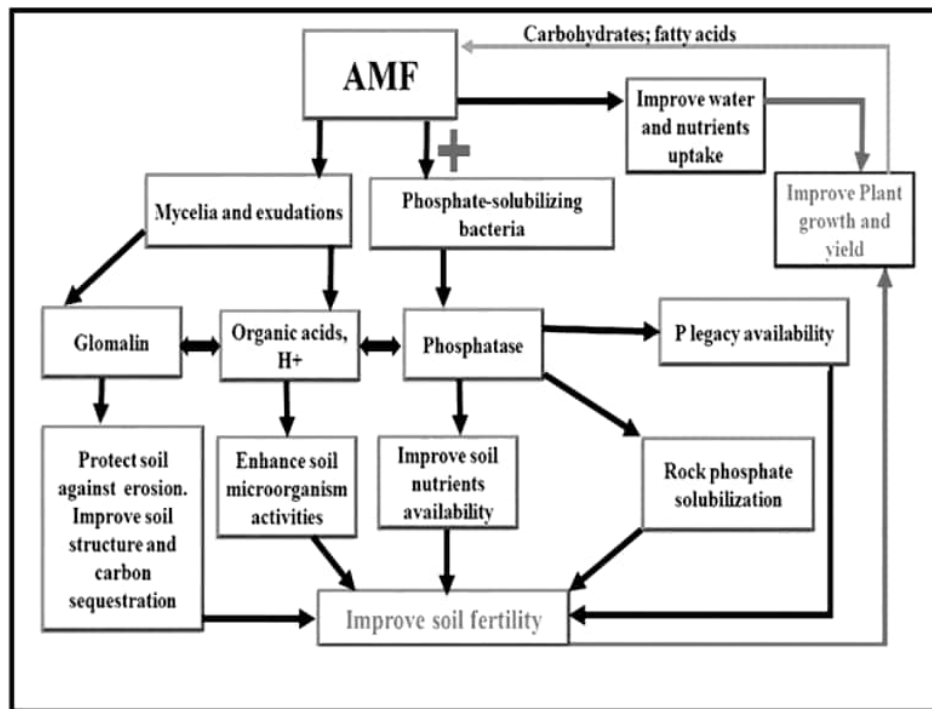 Carbohydrates; fatty acids
AMF
Improve water
and nutrients
uptake
+
Mycelia and exudations
Phosphate-solubilizing
bacteria
Improve Plant
growth and
yield
Glomalin
Organic acids,
H+
Phosphatase
P legacy availability
Protect soil
against erosion.
Improve soil
structure and
carbon
sequestration
Enhance soil
microorganism
activities
Improve soil
nutrients
availability
Rock phosphate
solubilization
Improve soil fertility